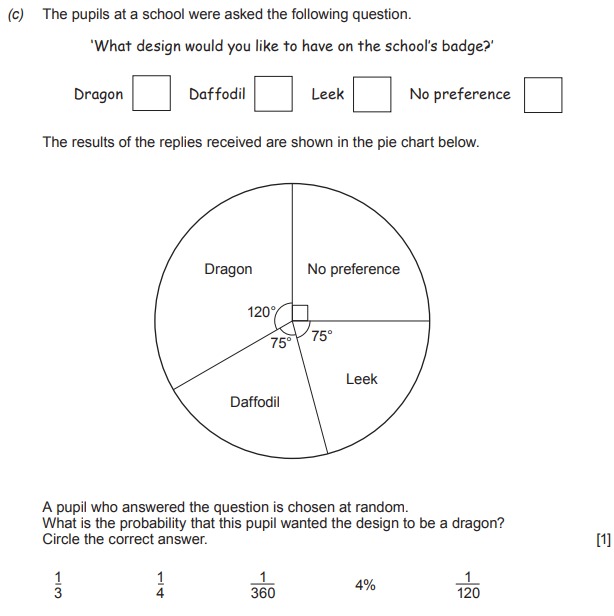 (c) The pupils at a school were asked the following question.
'What design would you like to have on the school's badge?'
Dragon Daffodil Leek No preference
The results of the replies received are shown in the pie chart below.
Dragon No preference
120°
75° 75°
Leek
Daffodil
A pupil who answered the question is chosen at random.
What is the probability that this pupil wanted the design to be a dragon?
Circle the correct answer. [1]
1/3 1/4 1/360 4% 1/120